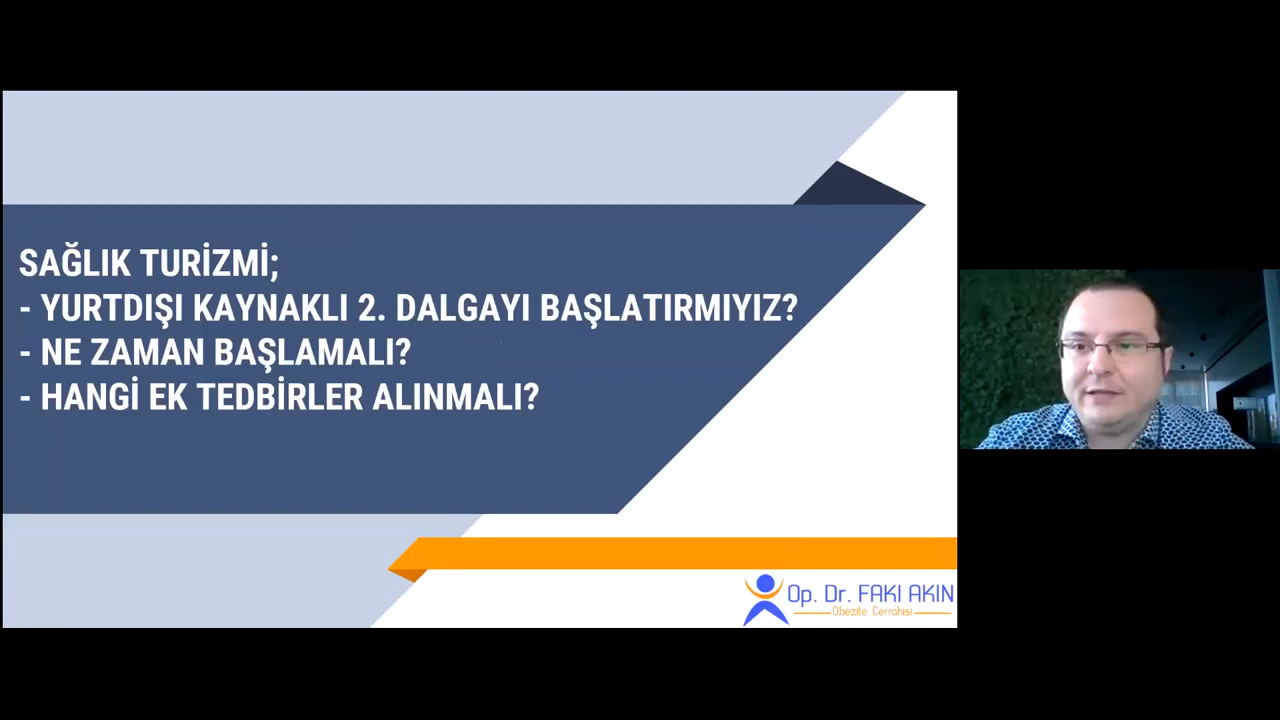 SAĞLIK TURİZMİ;
- YURTDIŞI KAYNAKLI 2. DALGAYI BAŞLATIRMIYIZ?
- NE ZAMAN BAŞLAMALI?
- HANGİ EK TEDBİRLER ALINMALI?
Op. Dr. FAKI AKIN
Obezite Cerrahisi